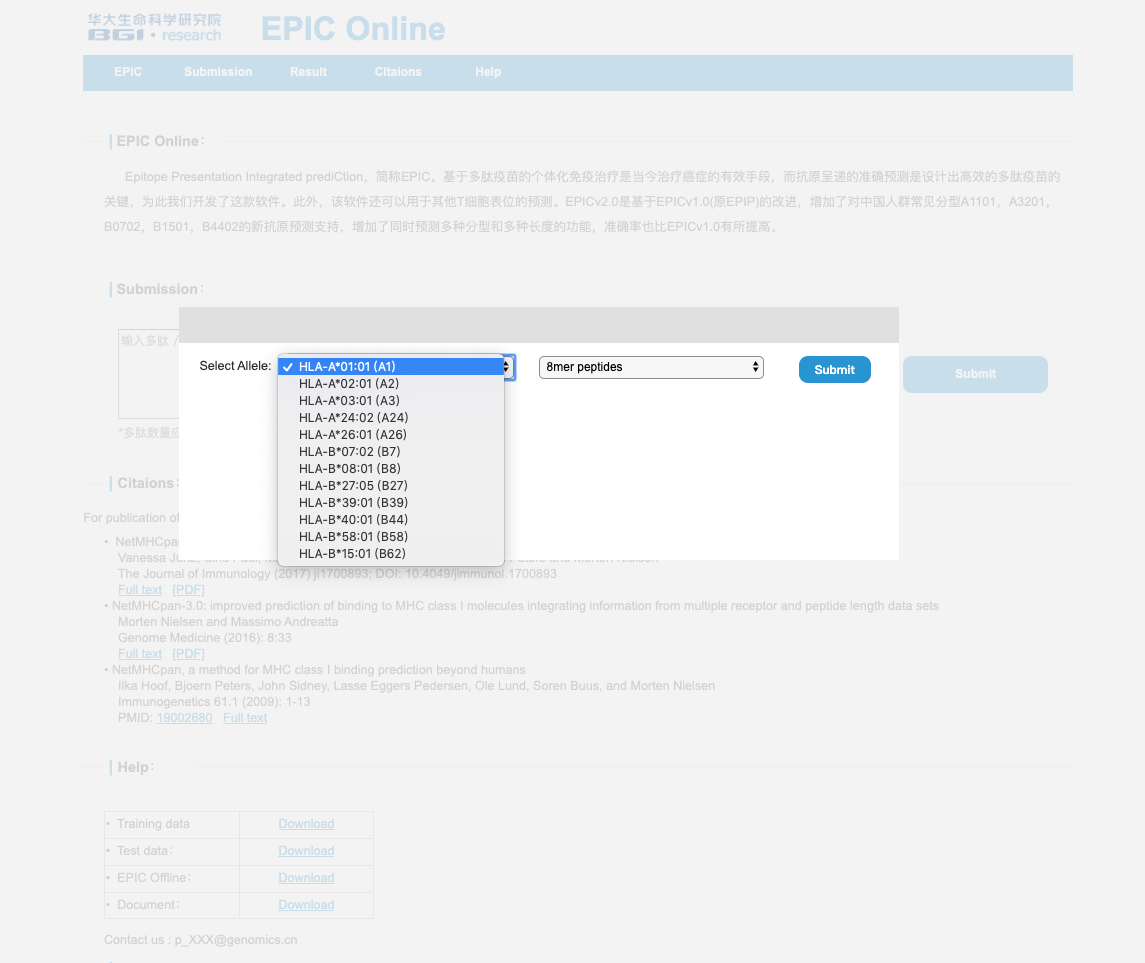 华大生命科学研究院
BGI·research
EPIC Online
EPIC Submission Result Citaions Help
EPIC Online：
Epitope Presentation Integrated prediCtion，简称EPIC。基于多肽疫苗的个体化免疫治疗是当今治疗癌症的有效手段，而抗原呈递的准确预测是设计出高效的多肽疫苗的
关键，为此我们开发了这款软件。此外，该软件还可以用于其他T细胞表位的预测。EPICv2.0是基于EPICv1.0(原EPIP)的改进，增加了对中国人群常见分型A1101，A3201，
B0702，B1501，B4402的新抗原预测支持，增加了同时预测多种分型和多种长度的功能，准确率也比EPICv1.0有所提高。
Submission：
输入多肽 /
*多肽数量应
Submit
Select Allele:
✓ HLA-A*01:01 (A1)
HLA-A*02:01 (A2)
HLA-A*03:01 (A3)
HLA-A*24:02 (A24)
HLA-A*26:01 (A26)
HLA-B*07:02 (B7)
HLA-B*08:01 (B8)
HLA-B*27:05 (B27)
HLA-B*39:01 (B39)
HLA-B*40:01 (B44)
HLA-B*58:01 (B58)
HLA-B*15:01 (B62)
8mer peptides
Submit
Citaions：
For publication of
• NetMHCpan
Vanessa and Morten Nielsen
The Journal of Immunology (2017) ji1700893; DOI: 10.4049/jimmunol.1700893
Full text [PDF]
• NetMHCpan-3.0: improved prediction of binding to MHC class I molecules integrating information from multiple receptor and peptide length data sets
Morten Nielsen and Massimo Andreatta
Genome Medicine (2016): 8:33
Full text [PDF]
• NetMHCpan, a method for MHC class I binding prediction beyond humans
Ilka Hoof, Bjoern Peters, John Sidney, Lasse Eggers Pedersen, Ole Lund, Soren Buus, and Morten Nielsen
Immunogenetics 61.1 (2009): 1-13
PMID: 19002680 Full text
Help：
• Training data Download
• Test data： Download
• EPIC Offline： Download
• Document： Download
Contact us : p_XXX@genomics.cn